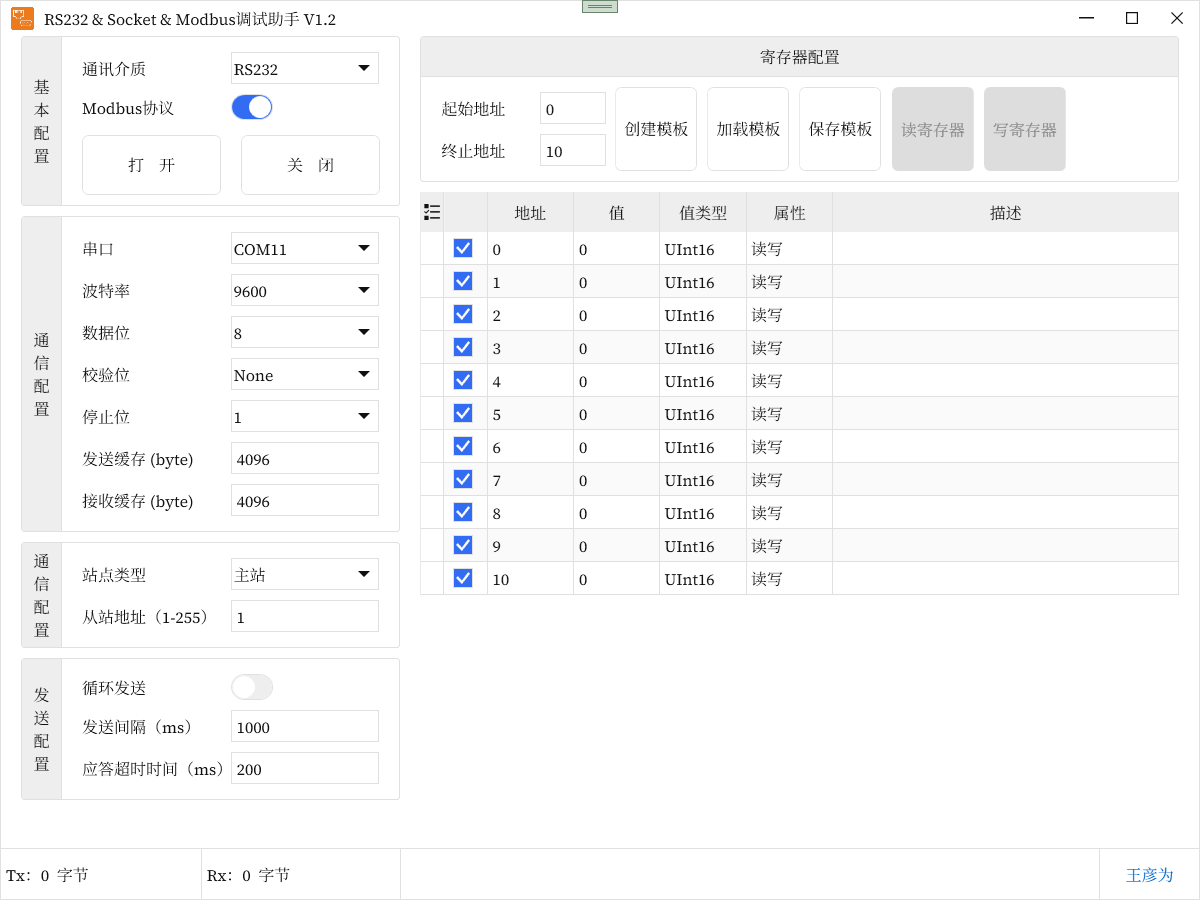 RS232 & Socket & Modbus调试助手 V1.2
基本配置
通讯介质 RS232
Modbus协议
打 开 关 闭
通信配置
串口 COM11
波特率 9600
数据位 8
校验位 None
停止位 1
发送缓存 (byte) 4096
接收缓存 (byte) 4096
通信配置
站点类型 主站
从站地址（1-255） 1
发送配置
循环发送
发送间隔（ms） 1000
应答超时时间（ms） 200
寄存器配置
起始地址 0
终止地址 10
创建模板 加载模板 保存模板 读寄存器 写寄存器
地址 值 值类型 属性 描述
0 0 UInt16 读写
1 0 UInt16 读写
2 0 UInt16 读写
3 0 UInt16 读写
4 0 UInt16 读写
5 0 UInt16 读写
6 0 UInt16 读写
7 0 UInt16 读写
8 0 UInt16 读写
9 0 UInt16 读写
10 0 UInt16 读写
Tx: 0 字节 Rx: 0 字节 王彦为